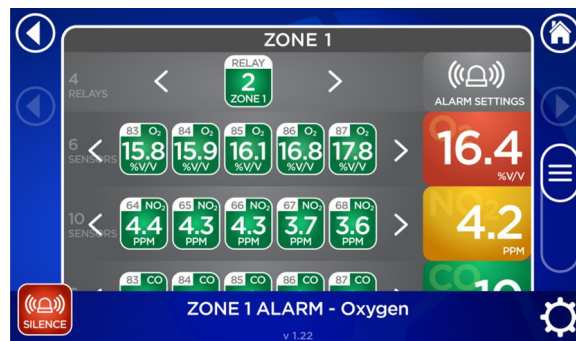 ZONE 1
RELAY
2
ZONE 1
4
RELAYS
ALARM SETTINGS
83 O₂ 84 O₂ 85 O₂ 86 O₂ 87 O₂
15.8 15.9 16.1 16.8 17.8
%V/V %V/V %V/V %V/V %V/V
6
SENSORS
O₂
16.4
%V/V
64 NO₂ 65 NO₂ 66 NO₂ 67 NO₂ 68 NO₂
4.4 4.3 4.3 3.7 3.6
PPM PPM PPM PPM PPM
10
SENSORS
NO₂
4.2
PPM
83 CO 84 CO 85 CO 86 CO 87 CO
CO
10
SILENCE
ZONE 1 ALARM - Oxygen
v 1.22